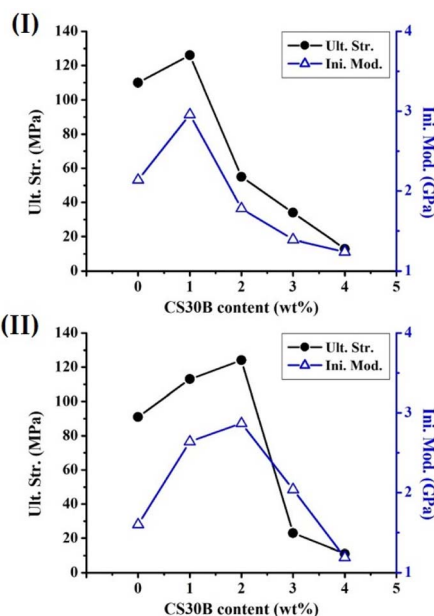 (I)
Ult. Str.
Ini. Mod.
140
120
100
80
60
40
20
0
Ult. Str. (MPa)
4
3
2
1
Ini. Mod. (GPa)
0 1 2 3 4 5
CS30B content (wt%)
(II)
Ult. Str.
Ini. Mod.
140
120
100
80
60
40
20
0
Ult. Str. (MPa)
4
3
2
1
Ini. Mod. (GPa)
0 1 2 3 4 5
CS30B content (wt%)